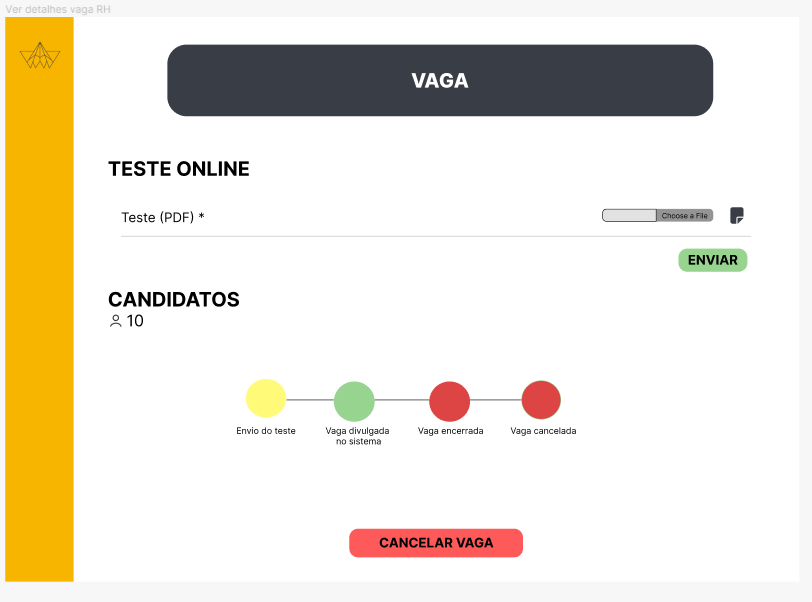 Ver detalhes vaga RH
VAGA
TESTE ONLINE
Teste (PDF) *
Choose a File
ENVIAR
CANDIDATOS
10
Envio do teste
Vaga divulgada
no sistema
Vaga encerrada
Vaga cancelada
CANCELAR VAGA